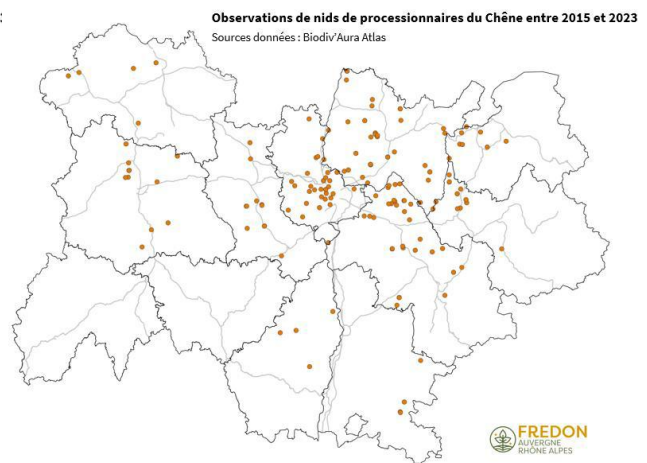 Observations de nids de processionnaires du Chêne entre 2015 et 2023
Sources données : Biodiv'Aura Atlas
FREDON
AUVERGNE
RHÔNE ALPES